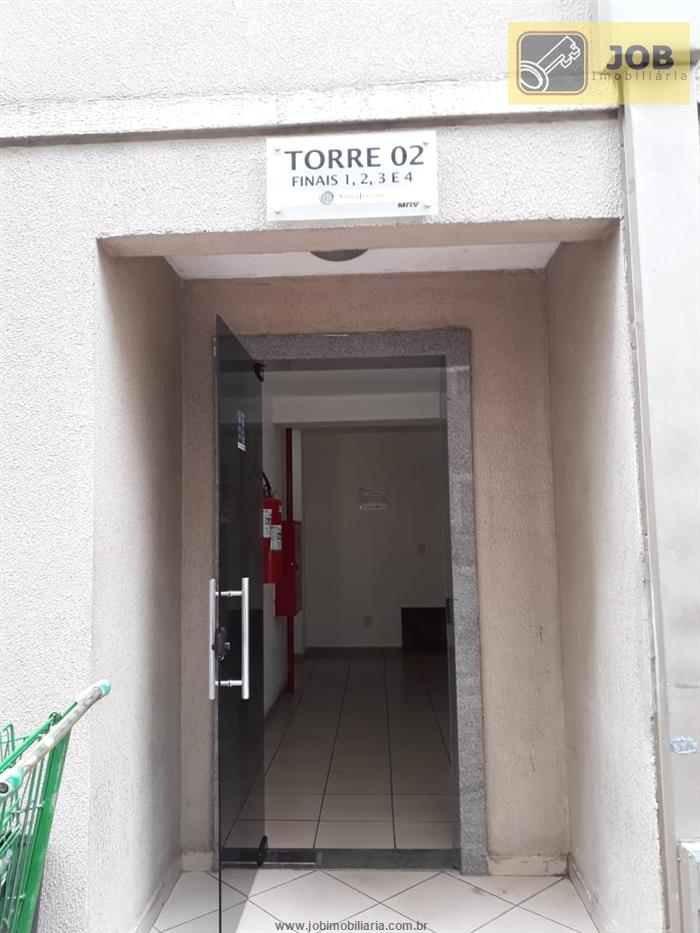 JOB
Imobiliária
TORRE 02
FINAIS 1, 2, 3 E 4
MRV
www.jobimobiliaria.com.br